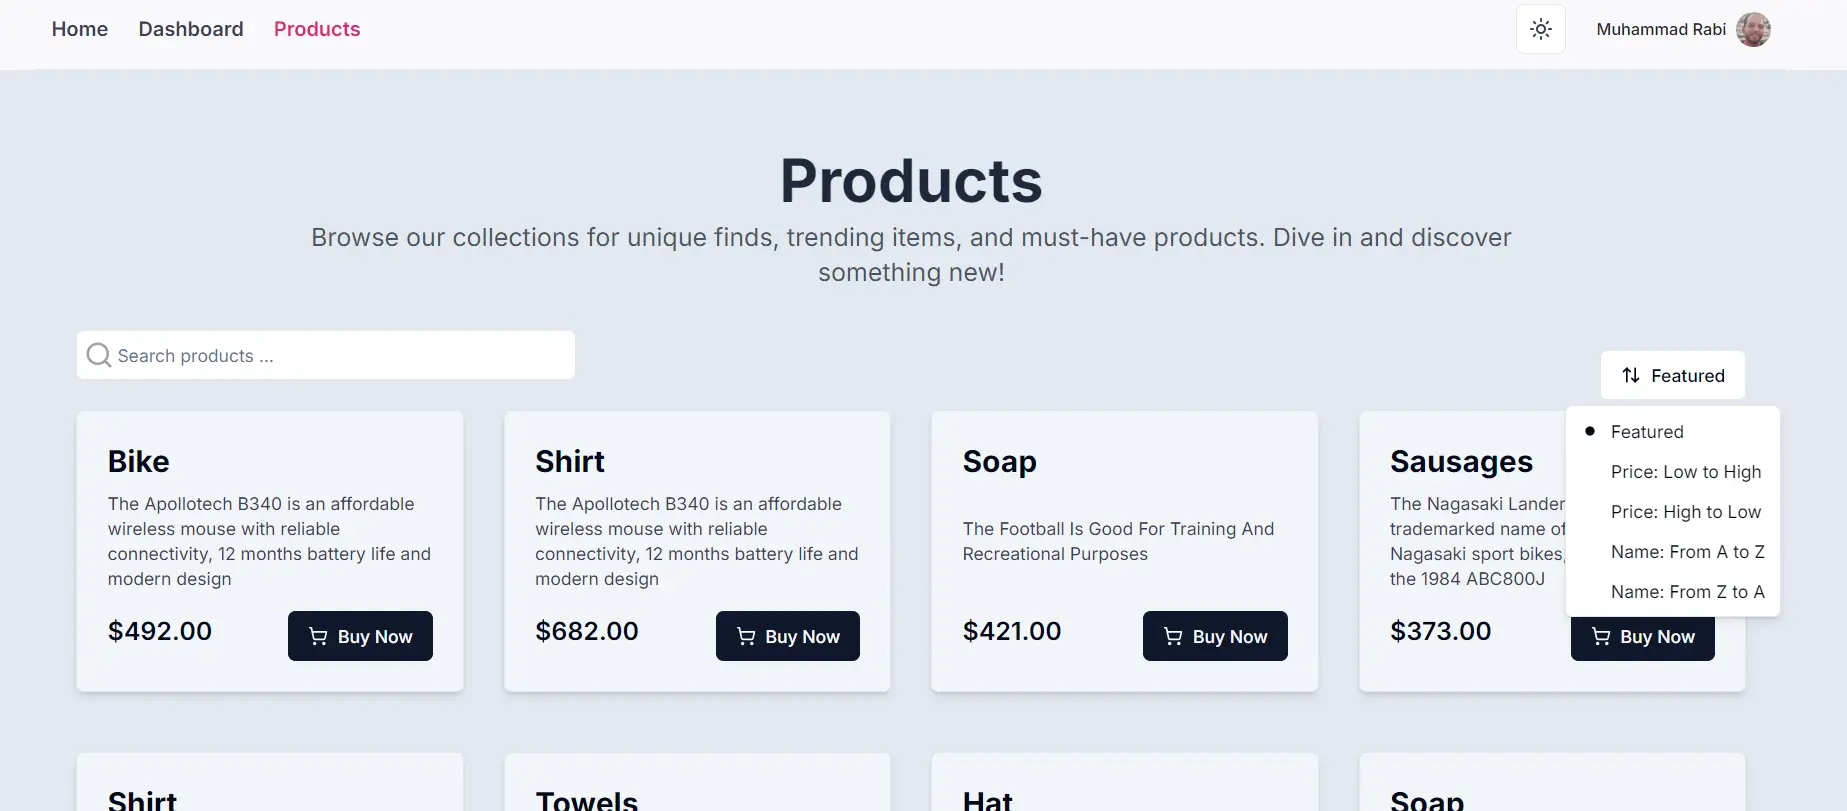 Home Dashboard Products Muhammad Rabi
Products
Browse our collections for unique finds, trending items, and must-have products. Dive in and discover
something new!
Search products ...
Featured
Featured
Price: Low to High
Price: High to Low
Name: From A to Z
Name: From Z to A
Bike
The Apollotech B340 is an affordable
wireless mouse with reliable
connectivity, 12 months battery life and
modern design
$492.00 Buy Now
Shirt
The Apollotech B340 is an affordable
wireless mouse with reliable
connectivity, 12 months battery life and
modern design
$682.00 Buy Now
Soap
The Football Is Good For Training And
Recreational Purposes
$421.00 Buy Now
Sausages
The Nagasaki Lander
trademarked name of
Nagasaki sport bikes,
the 1984 ABC800J
$373.00 Buy Now
Shirt
Towels
Hat
Soap